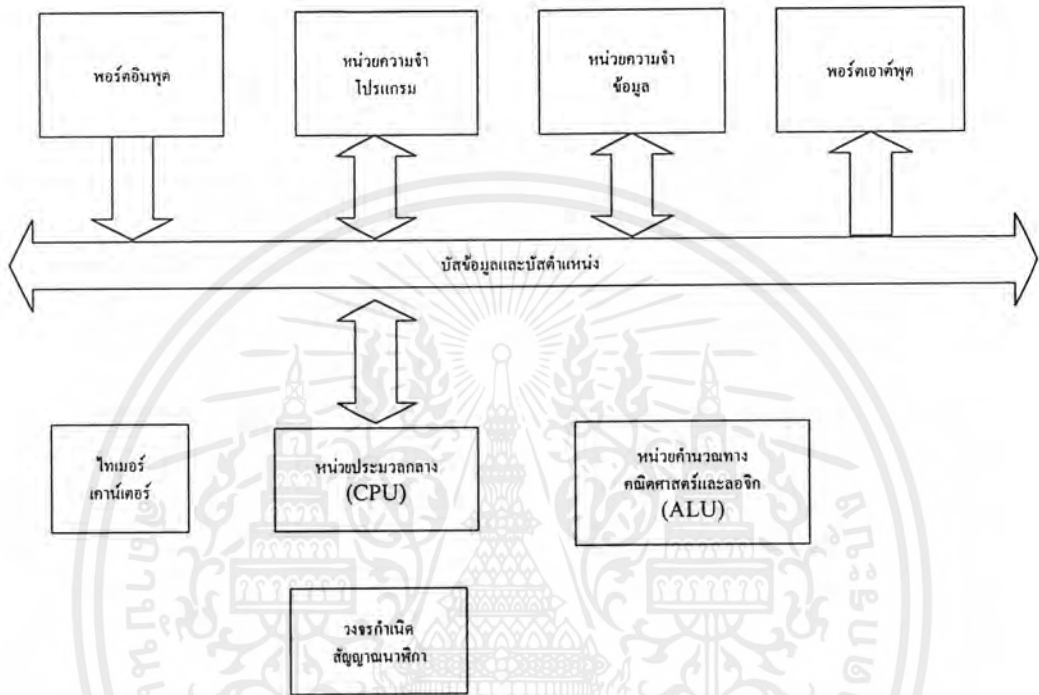 พอร์ตอินพุต
หน่วยความจำ
โปรแกรม
หน่วยความจำ
ข้อมูล
พอร์ตเอาต์พุต
บัสข้อมูลและบัสตำแหน่ง
ไทเมอร์
เคาน์เตอร์
หน่วยประมวลกลาง
(CPU)
หน่วยคำนวณทาง
คณิตศาสตร์และลอจิก
(ALU)
วงจรกำเนิด
สัญญาณนาฬิกา